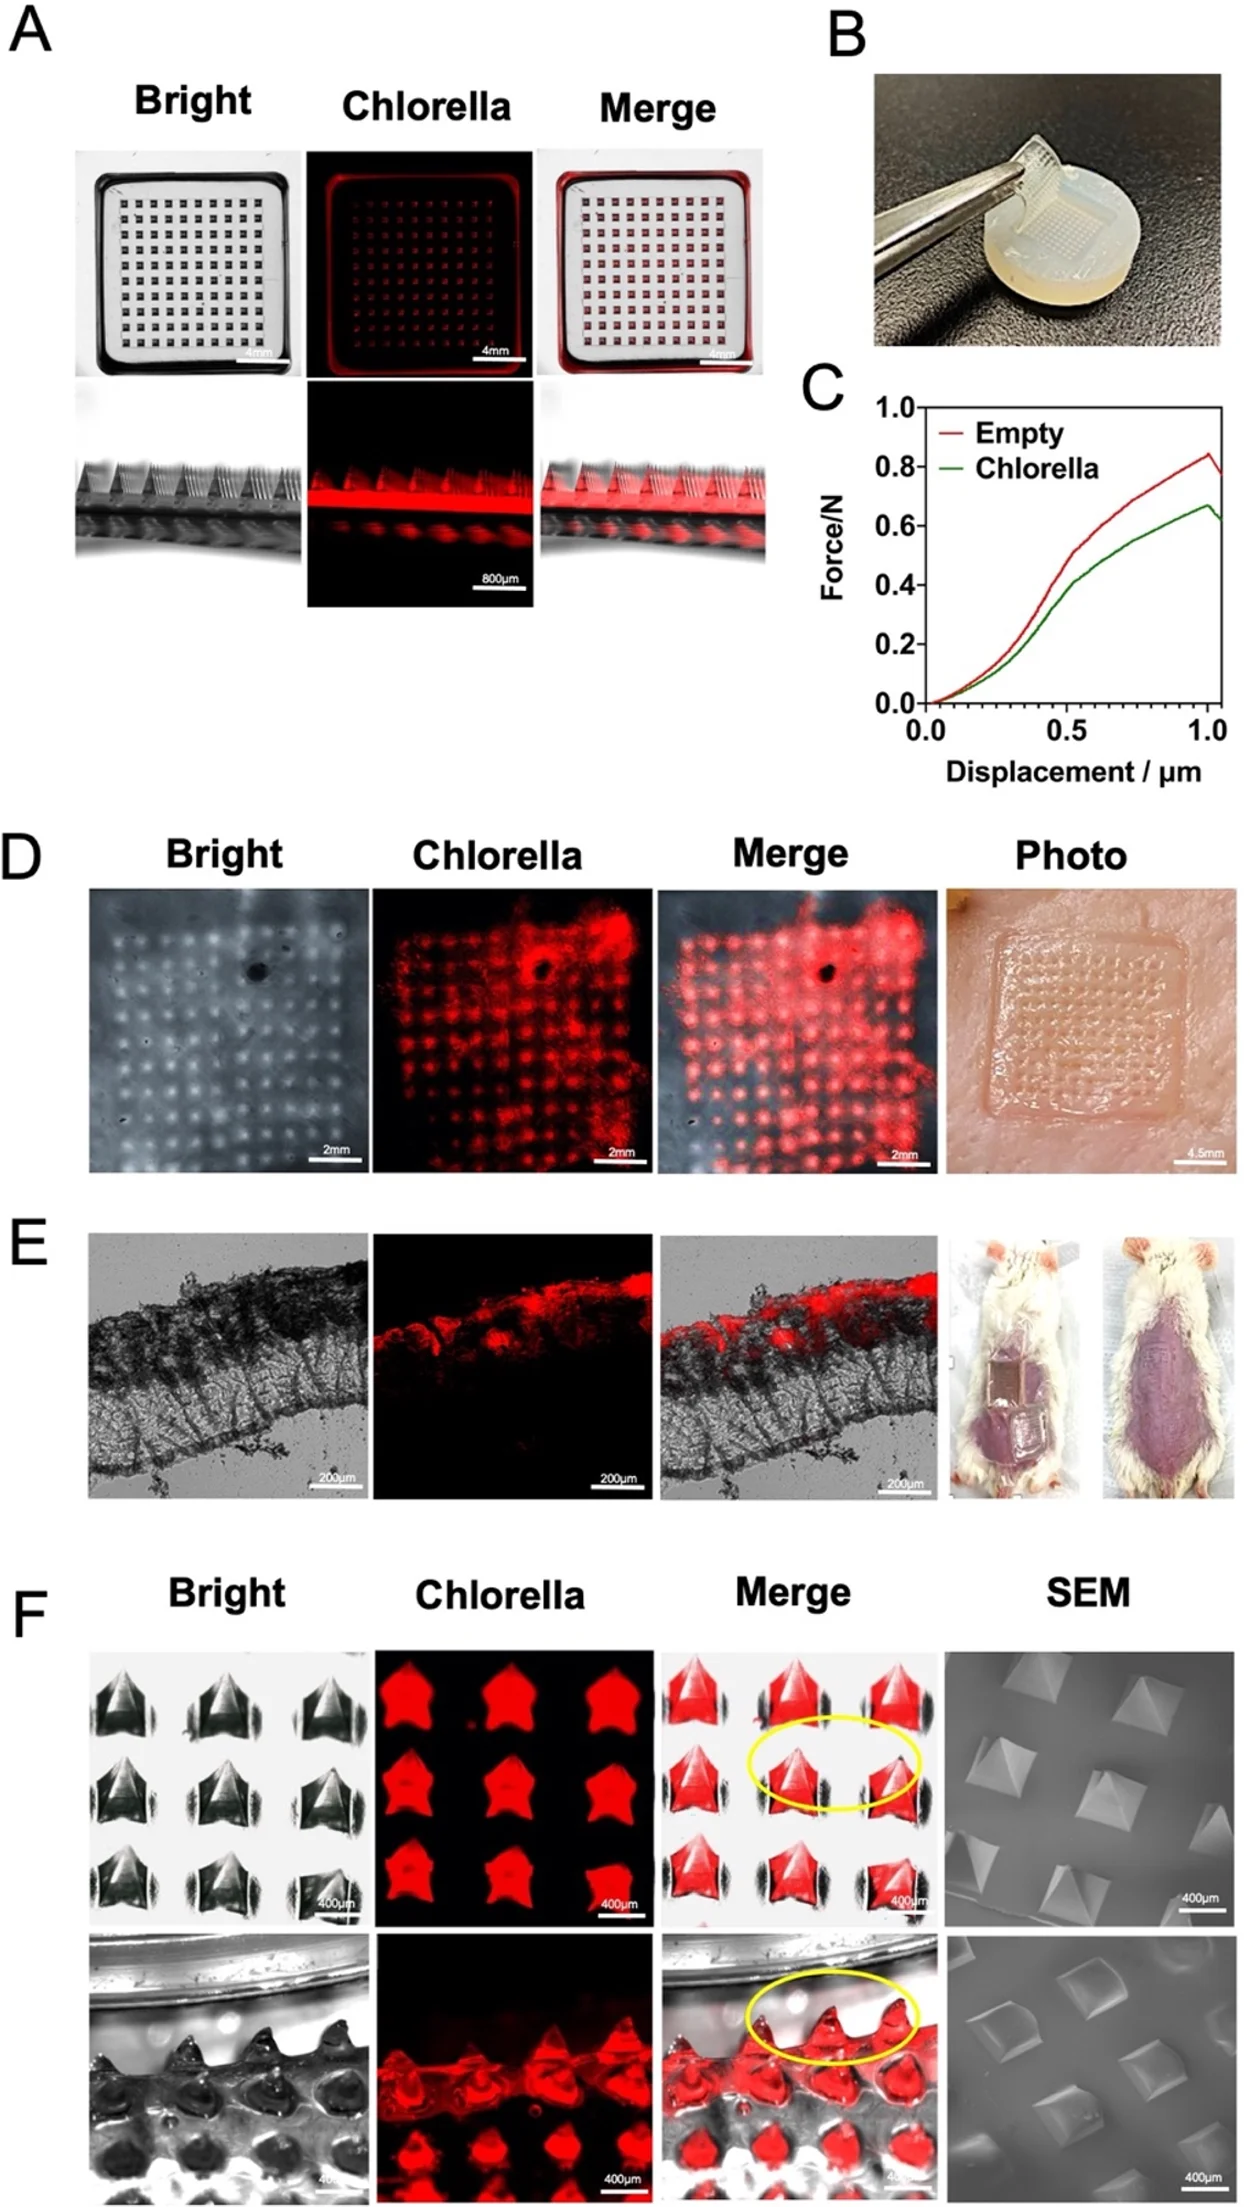 A
Bright
Chlorella
Merge
4mm
4mm
4mm
800μm
B
C
1.0
0.8
0.6
0.4
0.2
0.0
Force/N
Empty
Chlorella
0.0
0.5
1.0
Displacement / μm
D
Bright
Chlorella
Merge
Photo
2mm
2mm
2mm
4.5mm
E
200μm
200μm
200μm
F
Bright
Chlorella
Merge
SEM
400μm
400μm
400μm
400μm
400μm
400μm